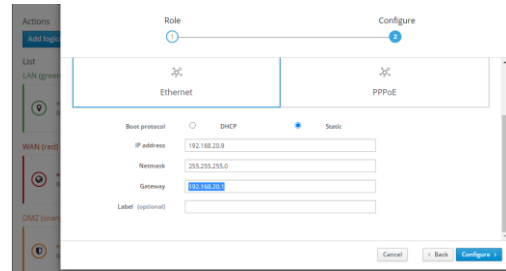 Actions
Add logic
List
LAN (green
WAN (red)
DMZ (oran
Role
Configure
1
2
Ethernet
PPPoE
Boot protocol
DHCP
Static
IP address
192.168.20.9
Netmask
255.255.255.0
Gateway
192.168.20.1
Label (optional)
Cancel
< Back
Configure >